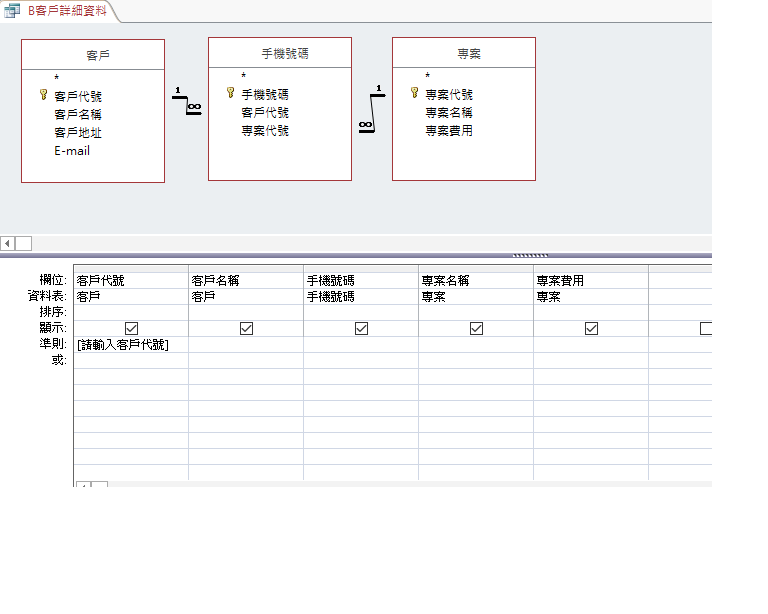 B客戶詳細資料
客戶
*
客戶代號
客戶名稱
客戶地址
E-mail
1
∞
手機號碼
*
手機號碼
客戶代號
專案代號
1
∞
專案
*
專案代號
專案名稱
專案費用
欄位: 客戶代號 客戶名稱 手機號碼 專案名稱 專案費用
資料表: 客戶 客戶 手機號碼 專案 專案
排序:
顯示:
準則: [請輸入客戶代號]
或: